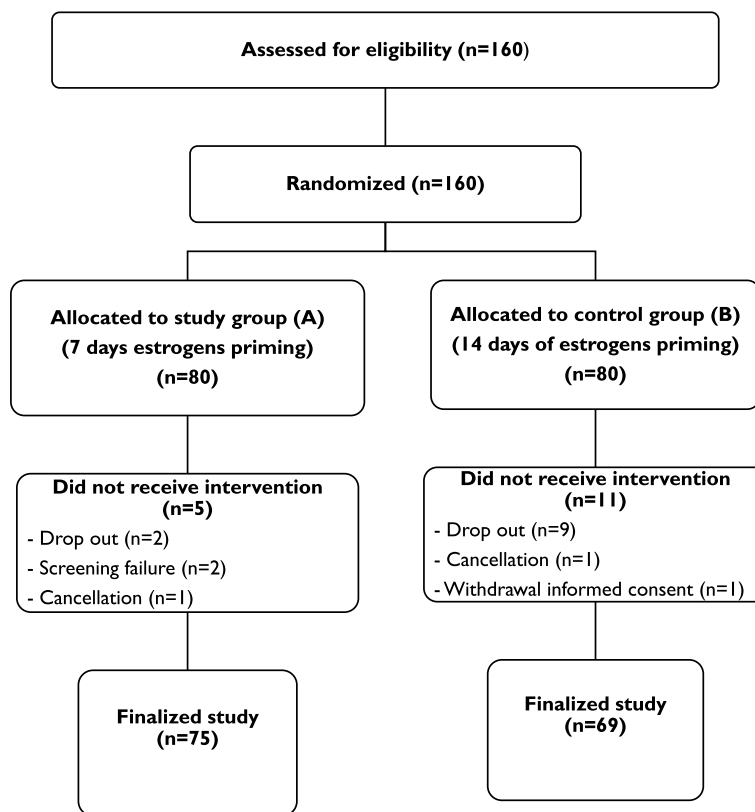 Assessed for eligibility (n=160)
Randomized (n=160)
Allocated to study group (A)
(7 days estrogens priming)
(n=80)
Allocated to control group (B)
(14 days of estrogens priming)
(n=80)
Did not receive intervention
(n=5)
- Drop out (n=2)
- Screening failure (n=2)
- Cancellation (n=1)
Did not receive intervention
(n=11)
- Drop out (n=9)
- Cancellation (n=1)
- Withdrawal informed consent (n=1)
Finalized study
(n=75)
Finalized study
(n=69)